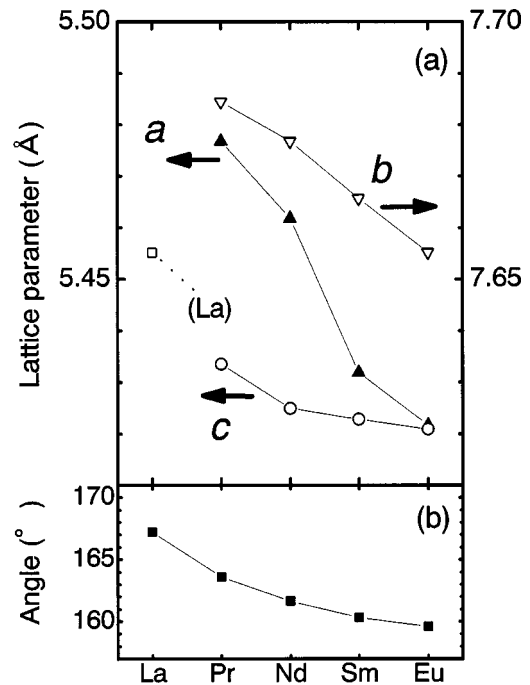 5.50
7.70
(a)
a
b
Lattice parameter (Å)
5.45
7.65
(La)
c
170
(b)
Angle (°)
165
160
La Pr Nd Sm Eu